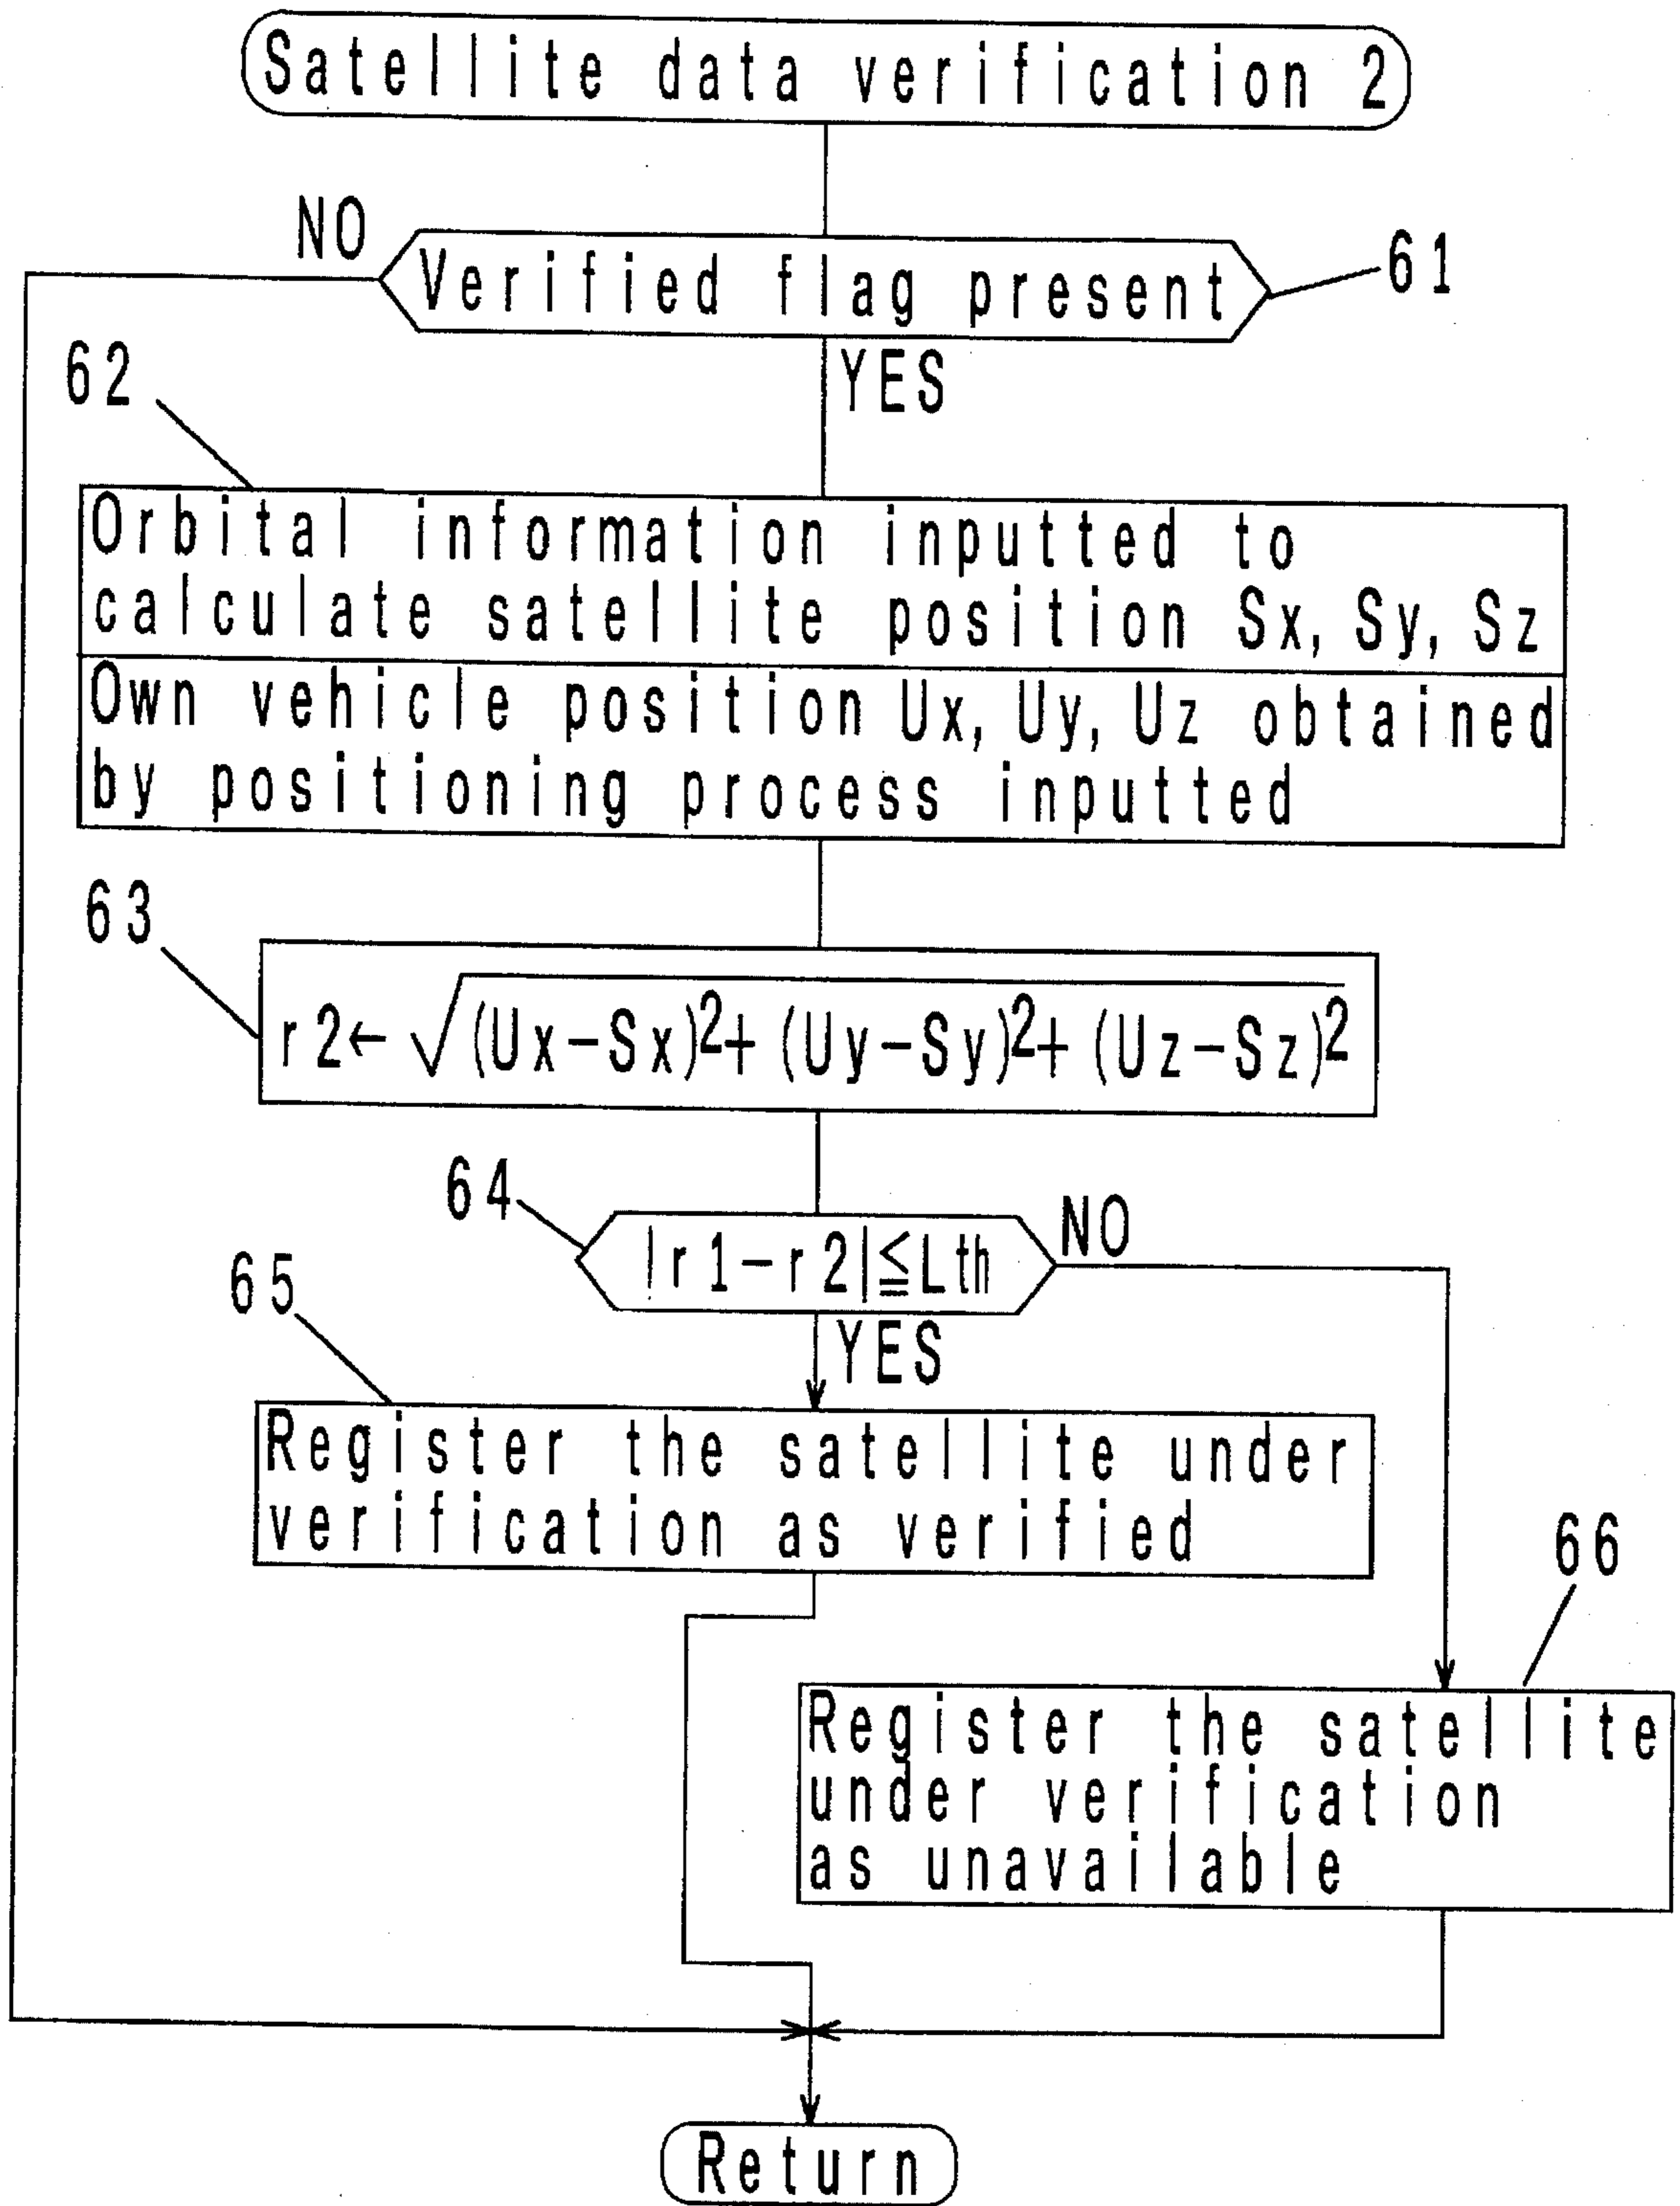 Satellite data verification 2
NO
Verified flag present
61
YES
62
Orbital information inputted to
calculate satellite position Sx, Sy, Sz
Own vehicle position Ux, Uy, Uz obtained
by positioning process inputted
63
r2← √(Ux-Sx)²+ (Uy-Sy)²+ (Uz-Sz)²
64
|r1-r2|≦Lth
NO
65
YES
Register the satellite under
verification as verified
66
Register the satellite
under verification
as unavailable
Return